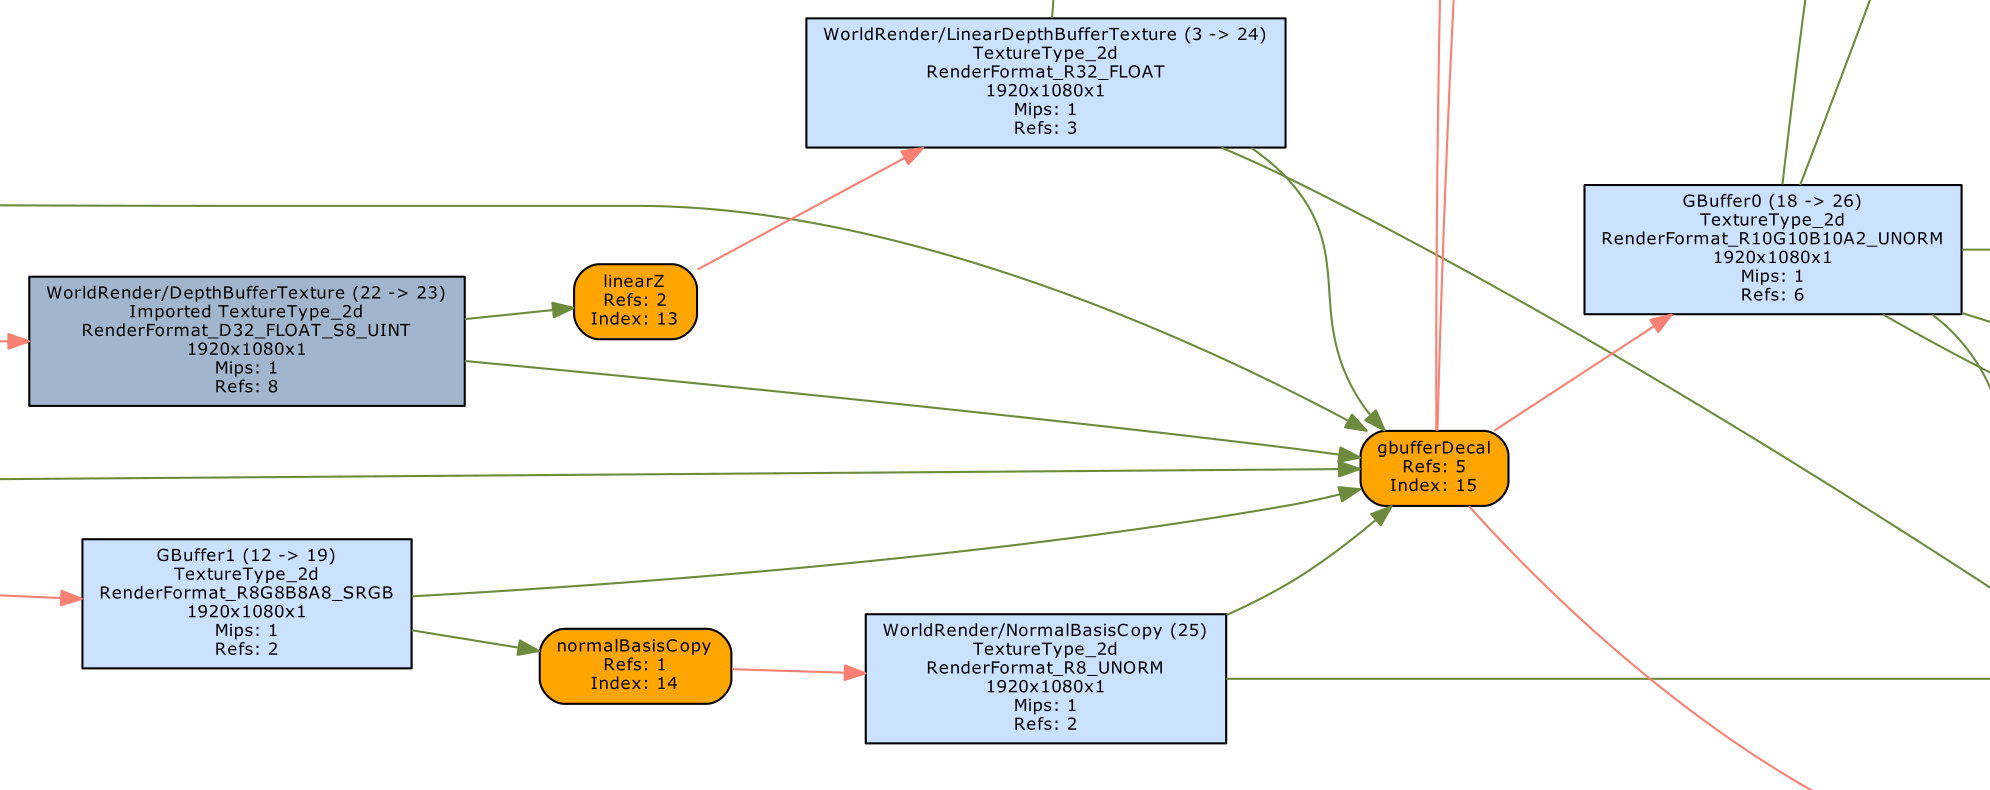 WorldRender/LinearDepthBufferTexture (3 -> 24)
TextureType_2d
RenderFormat_R32_FLOAT
1920x1080x1
Mips: 1
Refs: 3
GBuffer0 (18 -> 26)
TextureType_2d
RenderFormat_R10G10B10A2_UNORM
1920x1080x1
Mips: 1
Refs: 6
WorldRender/DepthBufferTexture (22 -> 23)
Imported TextureType_2d
RenderFormat_D32_FLOAT_S8_UINT
1920x1080x1
Mips: 1
Refs: 8
linearZ
Refs: 2
Index: 13
gbufferDecal
Refs: 5
Index: 15
GBuffer1 (12 -> 19)
TextureType_2d
RenderFormat_R8G8B8A8_SRGB
1920x1080x1
Mips: 1
Refs: 2
normalBasisCopy
Refs: 1
Index: 14
WorldRender/NormalBasisCopy (25)
TextureType_2d
RenderFormat_R8_UNORM
1920x1080x1
Mips: 1
Refs: 2